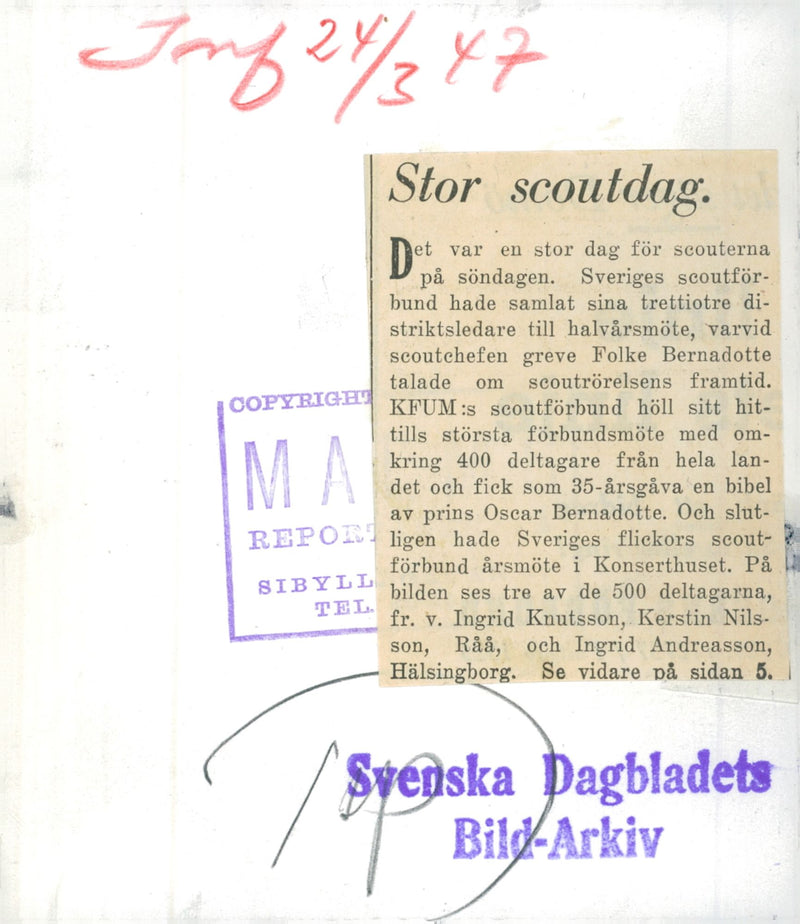 Inf 24/3 47
Stor scoutdag.
Det var en stor dag för scouterna
på söndagen. Sveriges scoutför-
bund hade samlat sina trettiotre di-
striktsledare till halvårsmöte, varvid
scoutchefen greve Folke Bernadotte
talade om scoutrörelsens framtid.
KFUM:s scoutförbund höll sitt hit-
tills största förbundsmöte med om-
kring 400 deltagare från hela lan-
det och fick som 35-årsgåva en bibel
av prins Oscar Bernadotte. Och slut-
ligen hade Sveriges flickors scout-
förbund årsmöte i Konserthuset. På
bilden ses tre av de 500 deltagarna,
fr. v. Ingrid Knutsson, Kerstin Nils-
son, Råå, och Ingrid Andreasson,
Hälsingborg. Se vidare på sidan 5.
COPYRIGHT
MA
REPORT
SIBYLL
TEL.
Svenska Dagbladets
Bild-Arkiv